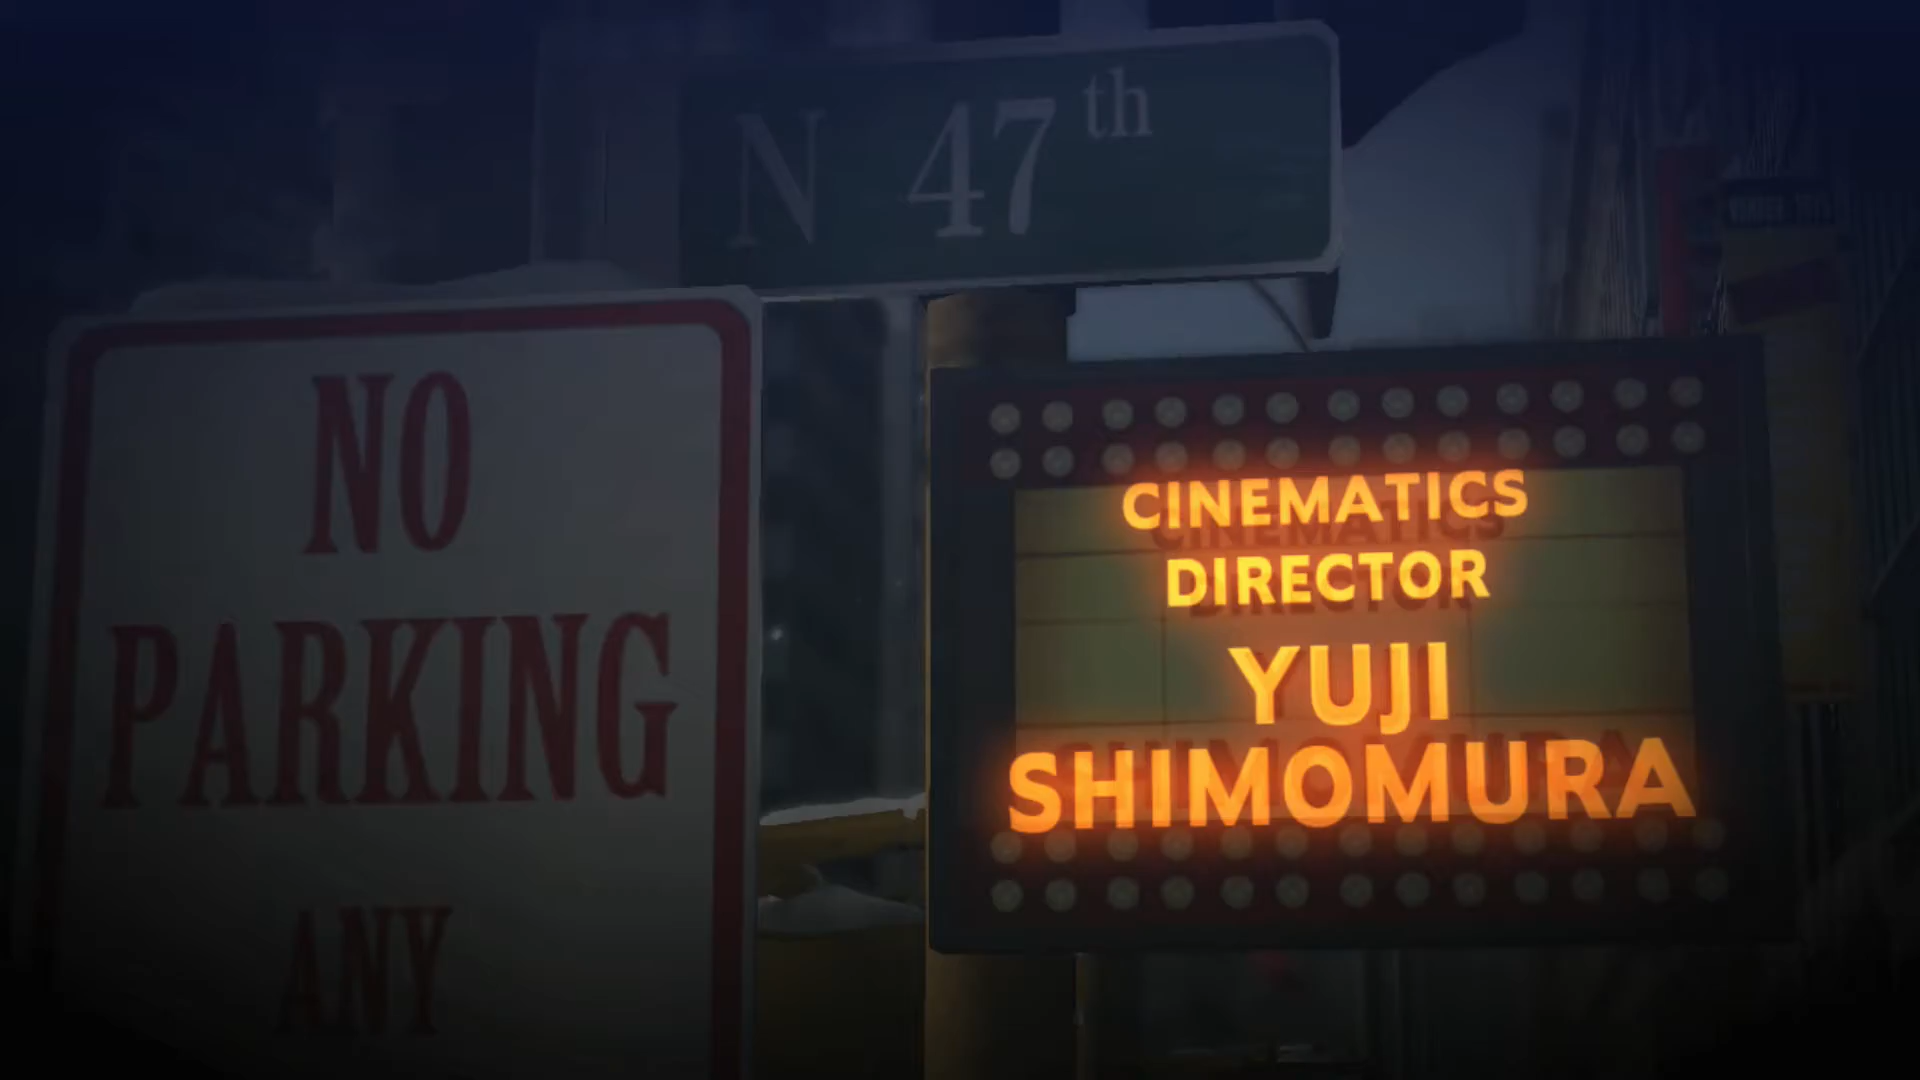 N 47th
NO
PARKING
ANY
CINEMATICS
DIRECTOR
YUJI
SHIMOMURA